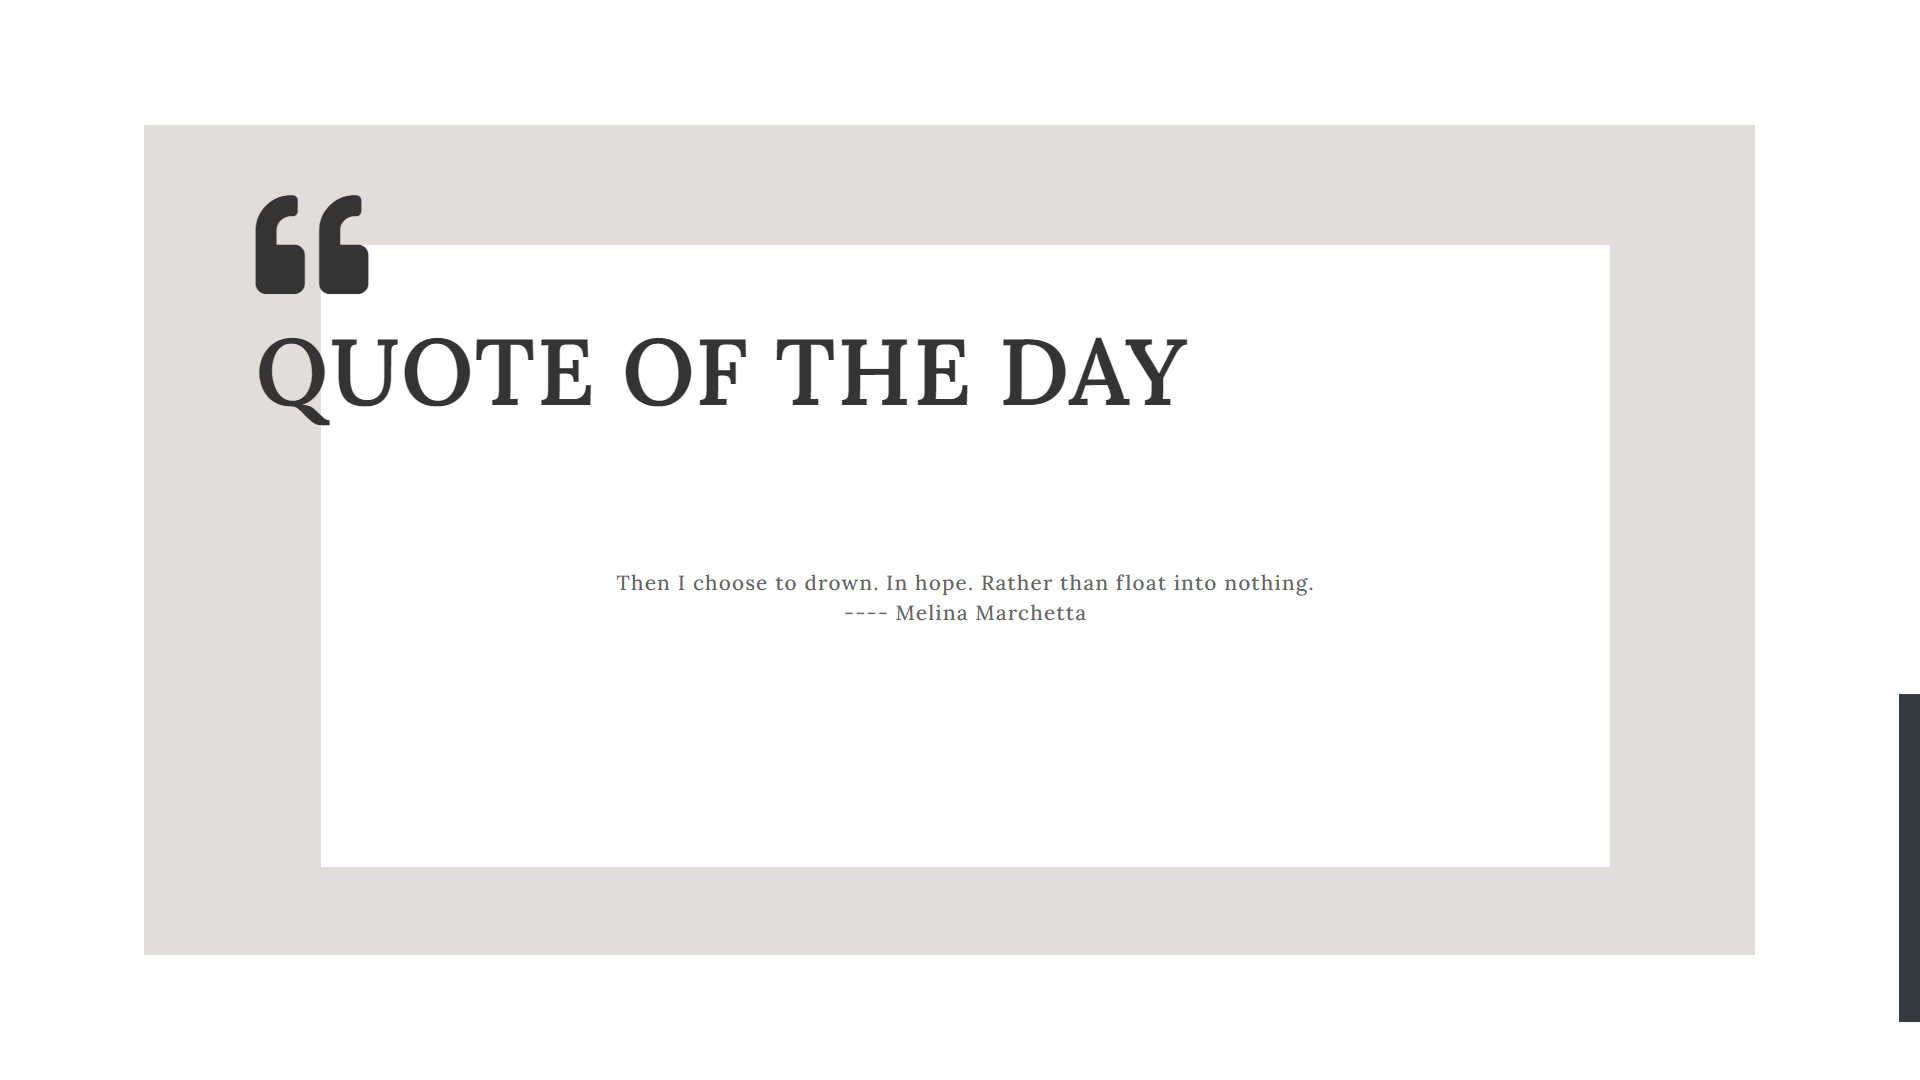 QUOTE OF THE DAY
Then I choose to drown. In hope. Rather than float into nothing.
---- Melina Marchetta